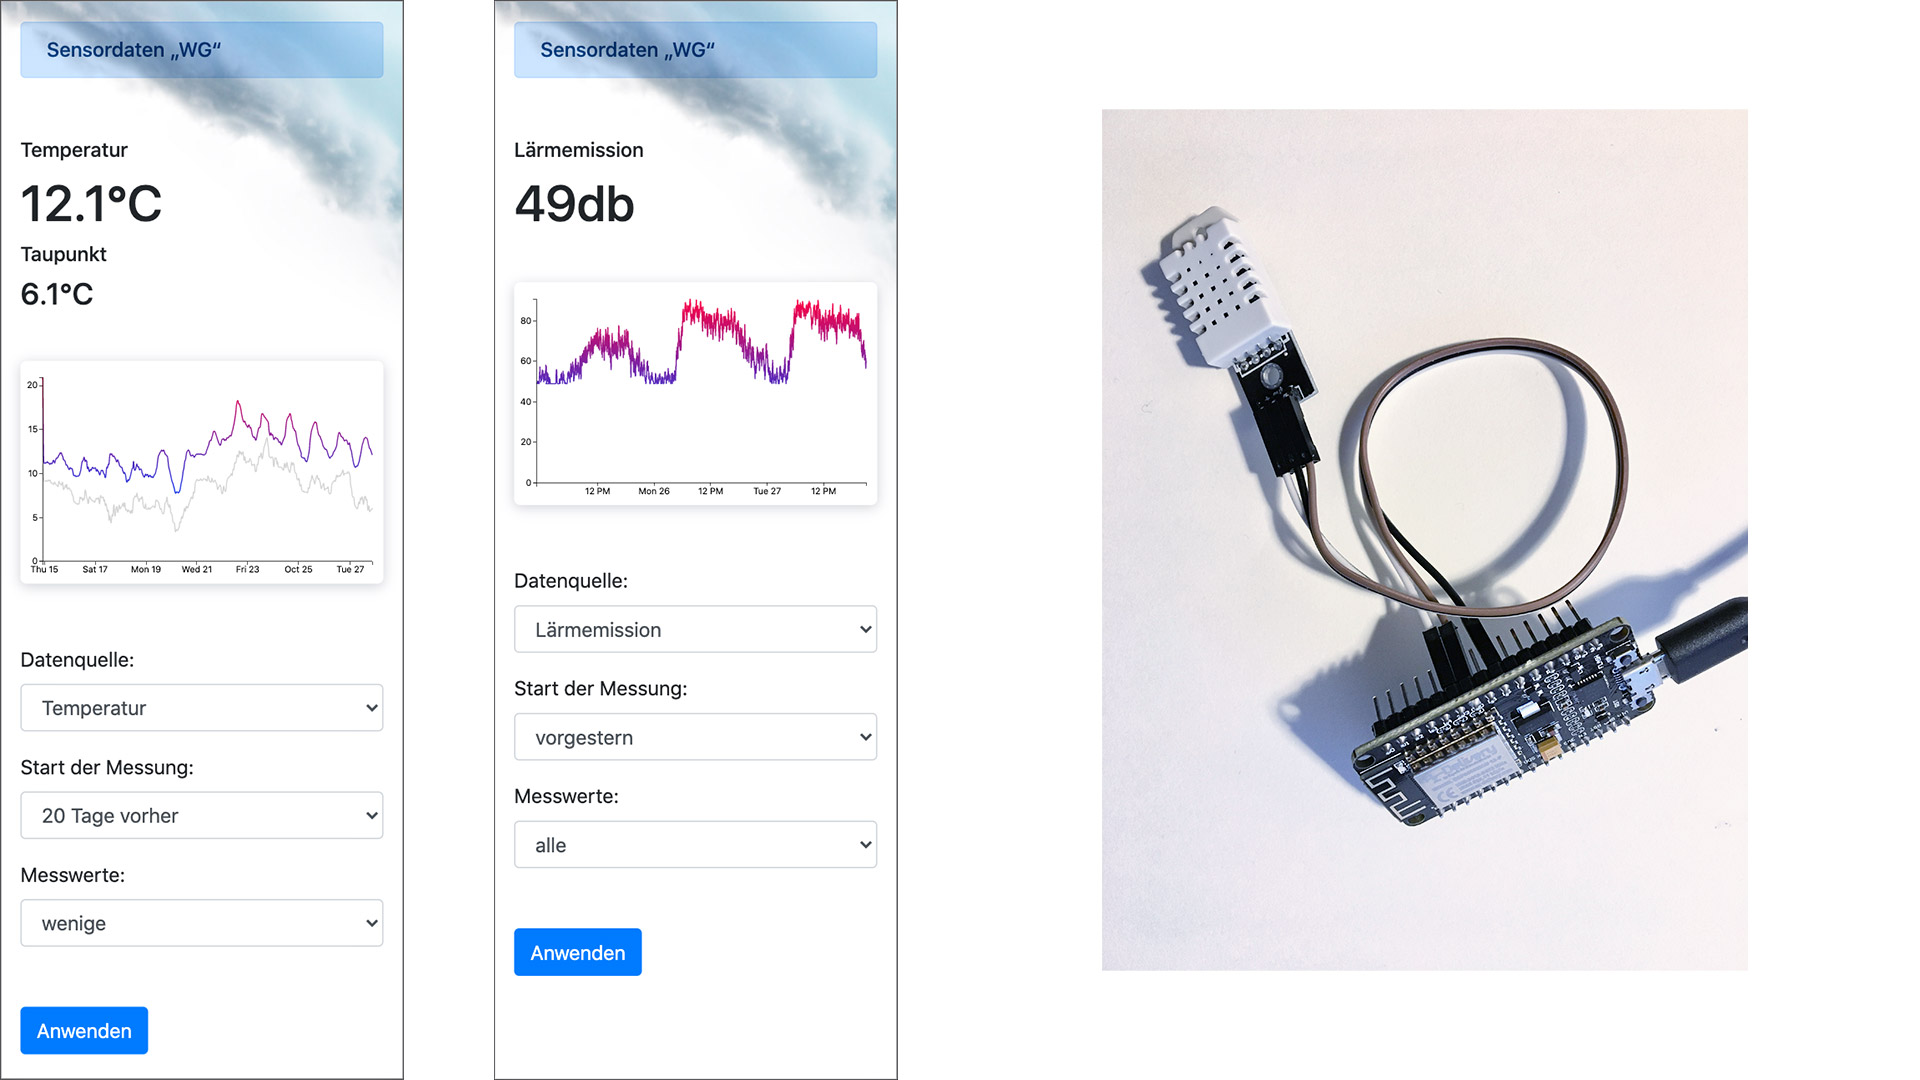 Sensordaten „WG“
Temperatur
12.1°C
Taupunkt
6.1°C
20
15
10
5
0
Thu 15 Sat 17 Mon 19 Wed 21 Fri 23 Oct 25 Tue 27
Datenquelle:
Temperatur
Start der Messung:
20 Tage vorher
Messwerte:
wenige
Anwenden
Sensordaten „WG“
Lärmemission
49db
80
60
40
20
0
12 PM Mon 26 12 PM Tue 27 12 PM
Datenquelle:
Lärmemission
Start der Messung:
vorgestern
Messwerte:
alle
Anwenden